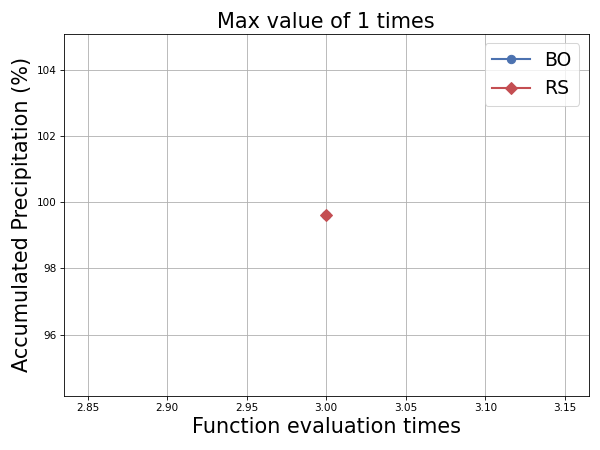 Max value of 1 times
Accumulated Precipitation (%)
104
102
100
98
96
BO
RS
2.85 2.90 2.95 3.00 3.05 3.10 3.15
Function evaluation times